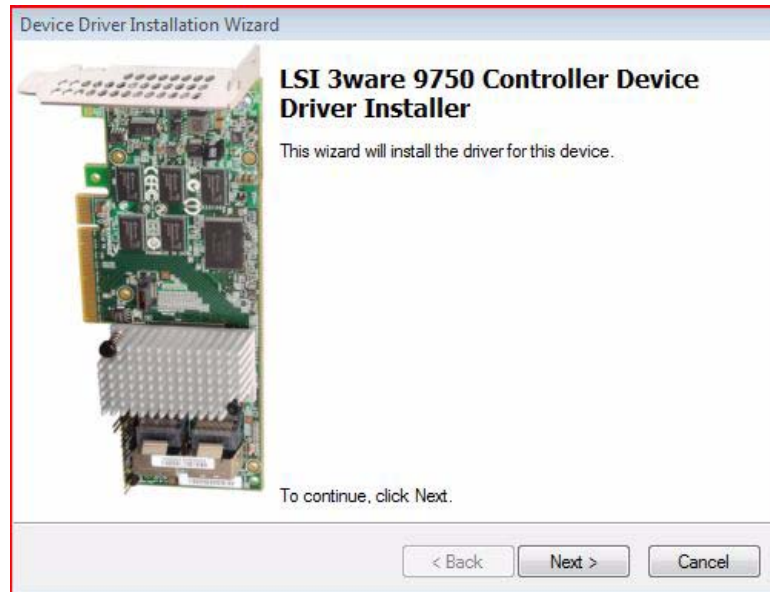 Device Driver Installation Wizard
LSI 3ware 9750 Controller Device
Driver Installer
This wizard will install the driver for this device.
To continue, click Next.
< Back
Next >
Cancel